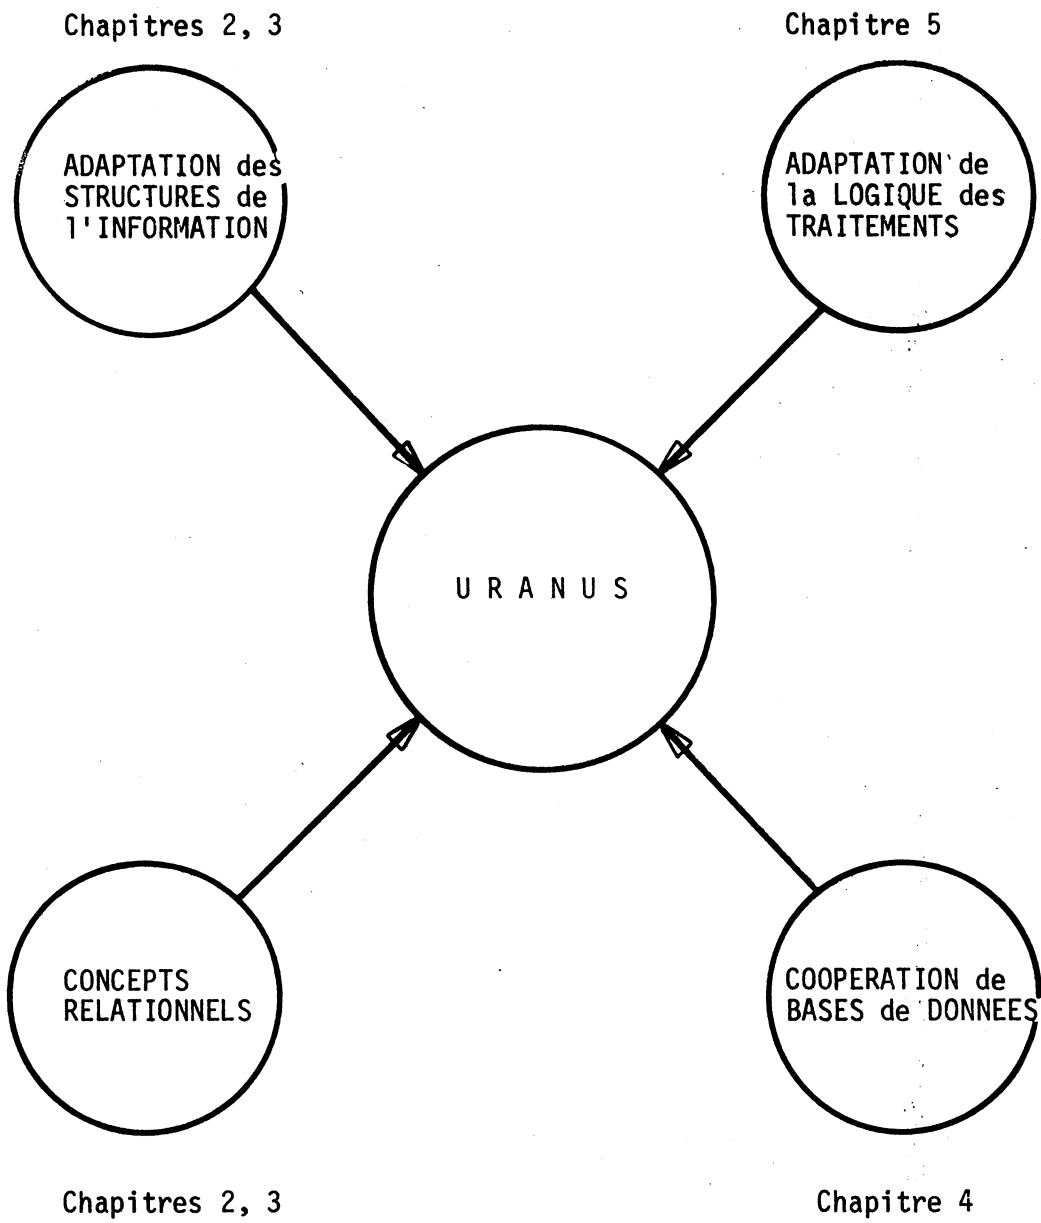 Chapitres 2, 3
Chapitre 5
ADAPTATION des
STRUCTURES de
l'INFORMATION
ADAPTATION de
la LOGIQUE des
TRAITEMENTS
U R A N U S
CONCEPTS
RELATIONNELS
COOPERATION de
BASES de DONNEES
Chapitres 2, 3
Chapitre 4